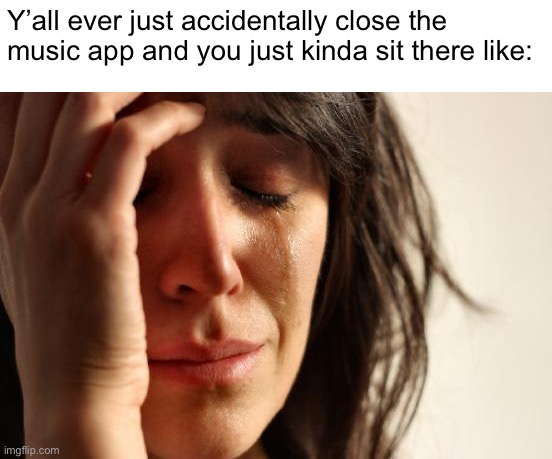 Y’all ever just accidentally close the
music app and you just kinda sit there like:
imgflip.com